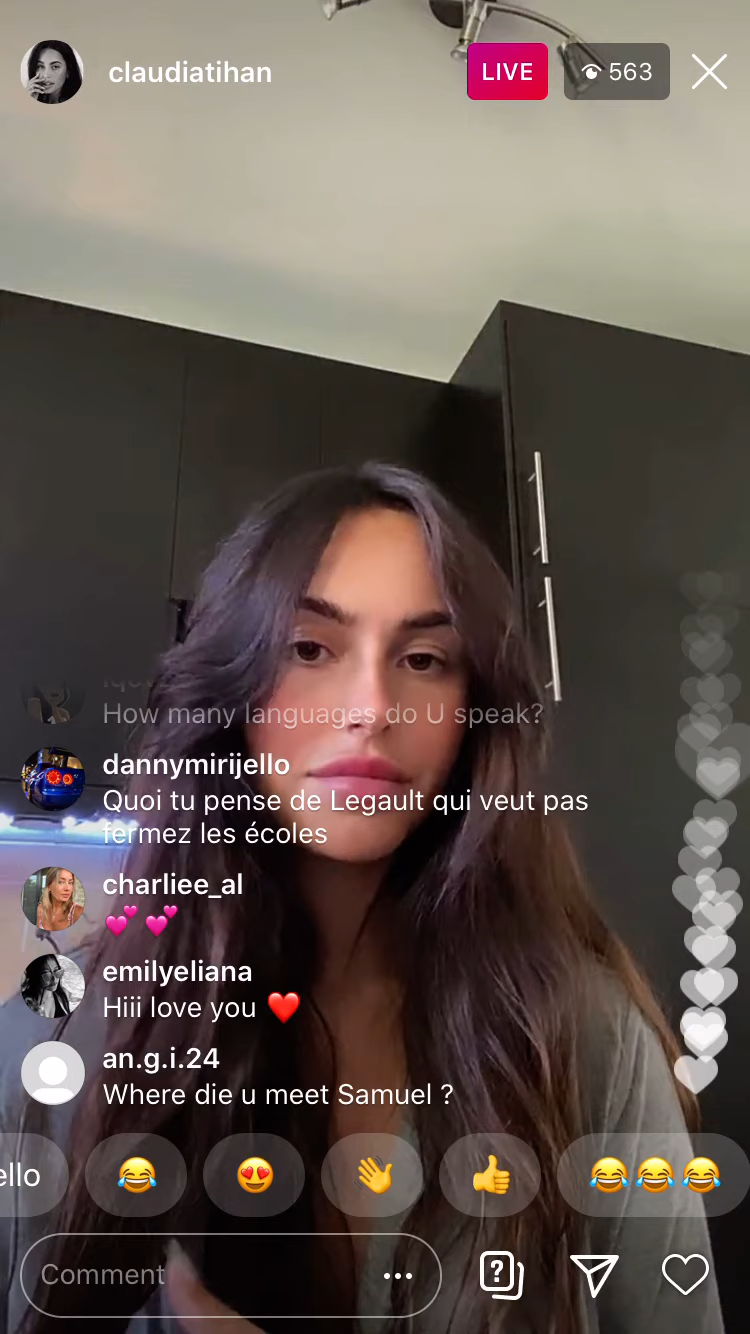 claudiatihan
LIVE
563
How many languages do U speak?
dannymirijello
Quoi tu pense de Legault qui veut pas
fermez les écoles
charliee_al
💕 💕
emilyeliana
Hiii love you ❤️
an.g.i.24
Where die u meet Samuel ?
ello
😂
😍
👋
👍
😂😂😂
Comment
?